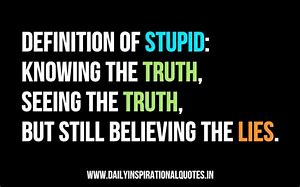 DEFINITION OF STUPID:
KNOWING THE TRUTH,
SEEING THE TRUTH,
BUT STILL BELIEVING THE LIES.
WWW.DAILYINSPIRATIONALQUOTES.IN